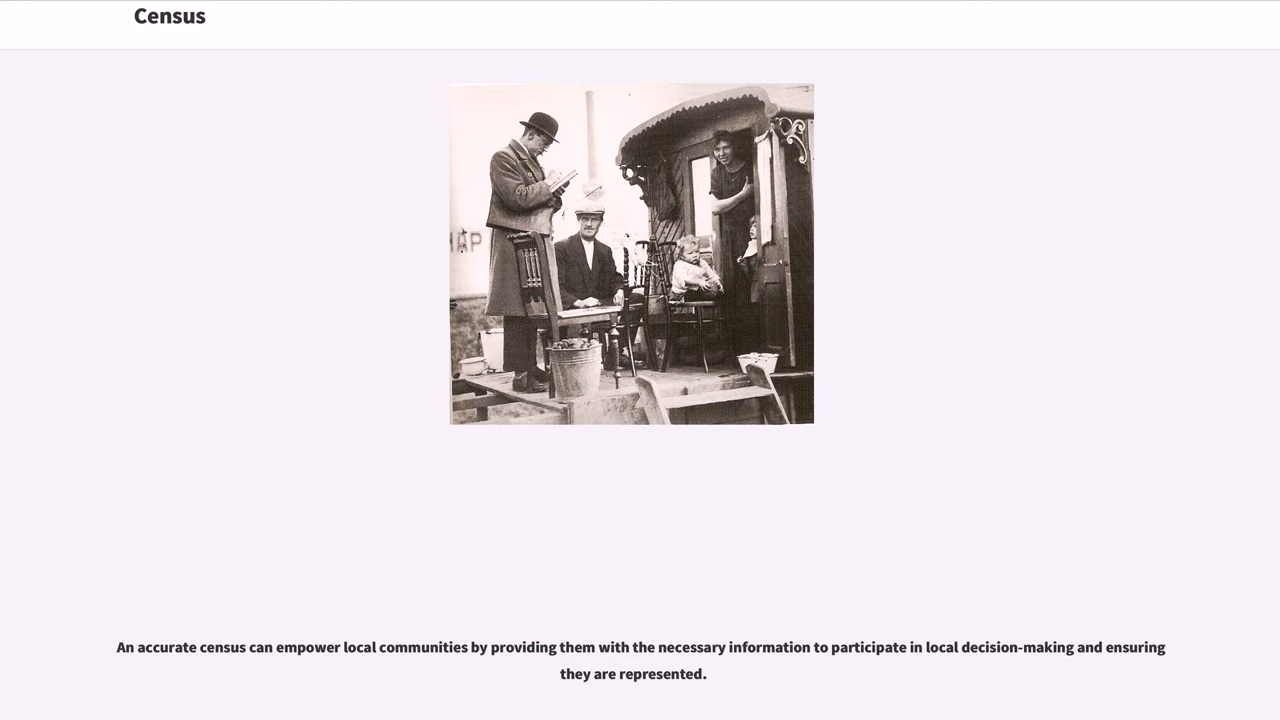 Census
An accurate census can empower local communities by providing them with the necessary information to participate in local decision-making and ensuring
they are represented.